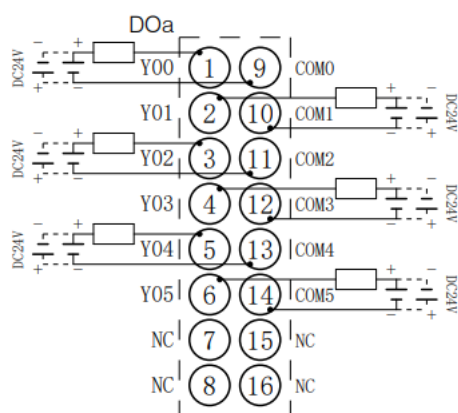 DOa
DC24V - + Y00 1 9 COM0
+ -
Y01 2 10 COM1 + - DC24V
- +
DC24V - + Y02 3 11 COM2
+ -
Y03 4 12 COM3 + - DC24V
- +
DC24V - + Y04 5 13 COM4
+ -
Y05 6 14 COM5 + - DC24V
- +
NC 7 15 NC
NC 8 16 NC